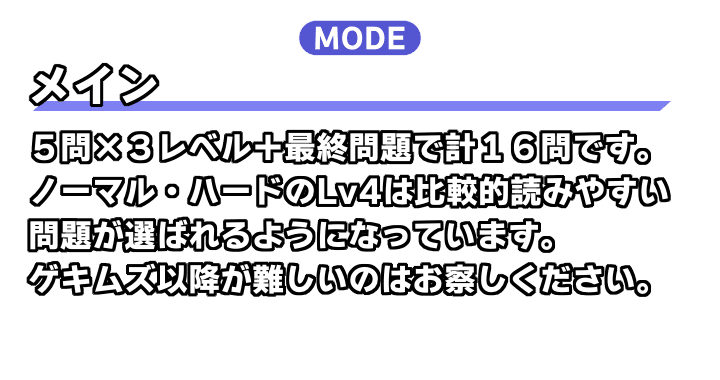 MODE
メイン
５問×３レベル＋最終問題で計１６問です。
ノーマル・ハードのLv4は比較的読みやすい
問題が選ばれるようになっています。
ゲキムズ以降が難しいのはお察しください。